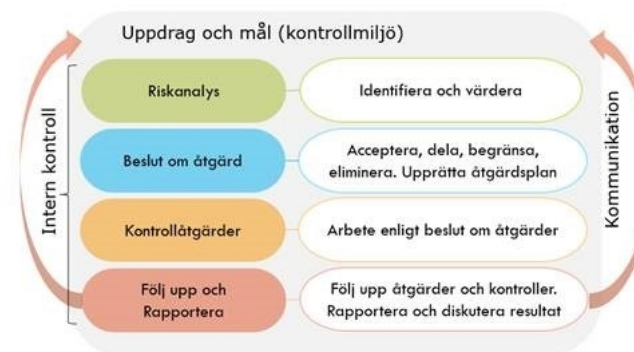 Uppdrag och mål (kontrollmiljö)
Intern kontroll
Riskanalys
Identifiera och värdera
Beslut om åtgärd
Acceptera, dela, begränsa,
eliminera. Upprätta åtgärdsplan
Kontrollåtgärder
Arbete enligt beslut om åtgärder
Följ upp och
Rapportera
Följ upp åtgärder och kontroller.
Rapportera och diskutera resultat
Kommunikation